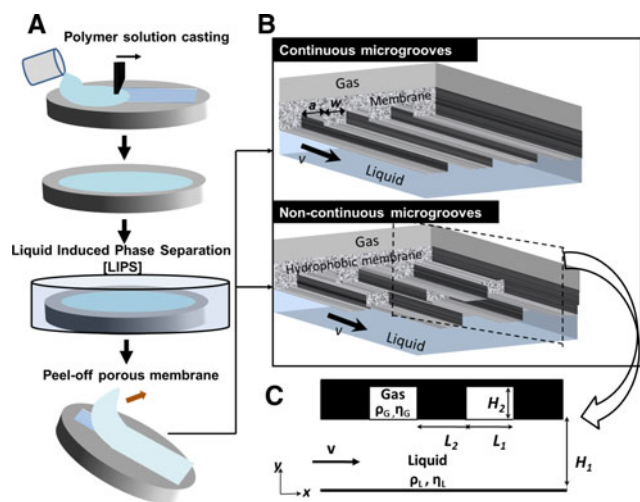 A
Polymer solution casting
Liquid Induced Phase Separation
[LIPS]
Peel-off porous membrane
B
Continuous microgrooves
Gas
Membrane
a
w
v
Liquid
Non-continuous microgrooves
Gas
Hydrophobic membrane
v
Liquid
C
Gas
ρG,ηG
H2
L2
L1
H1
v
Liquid
ρL, ηL
y
x